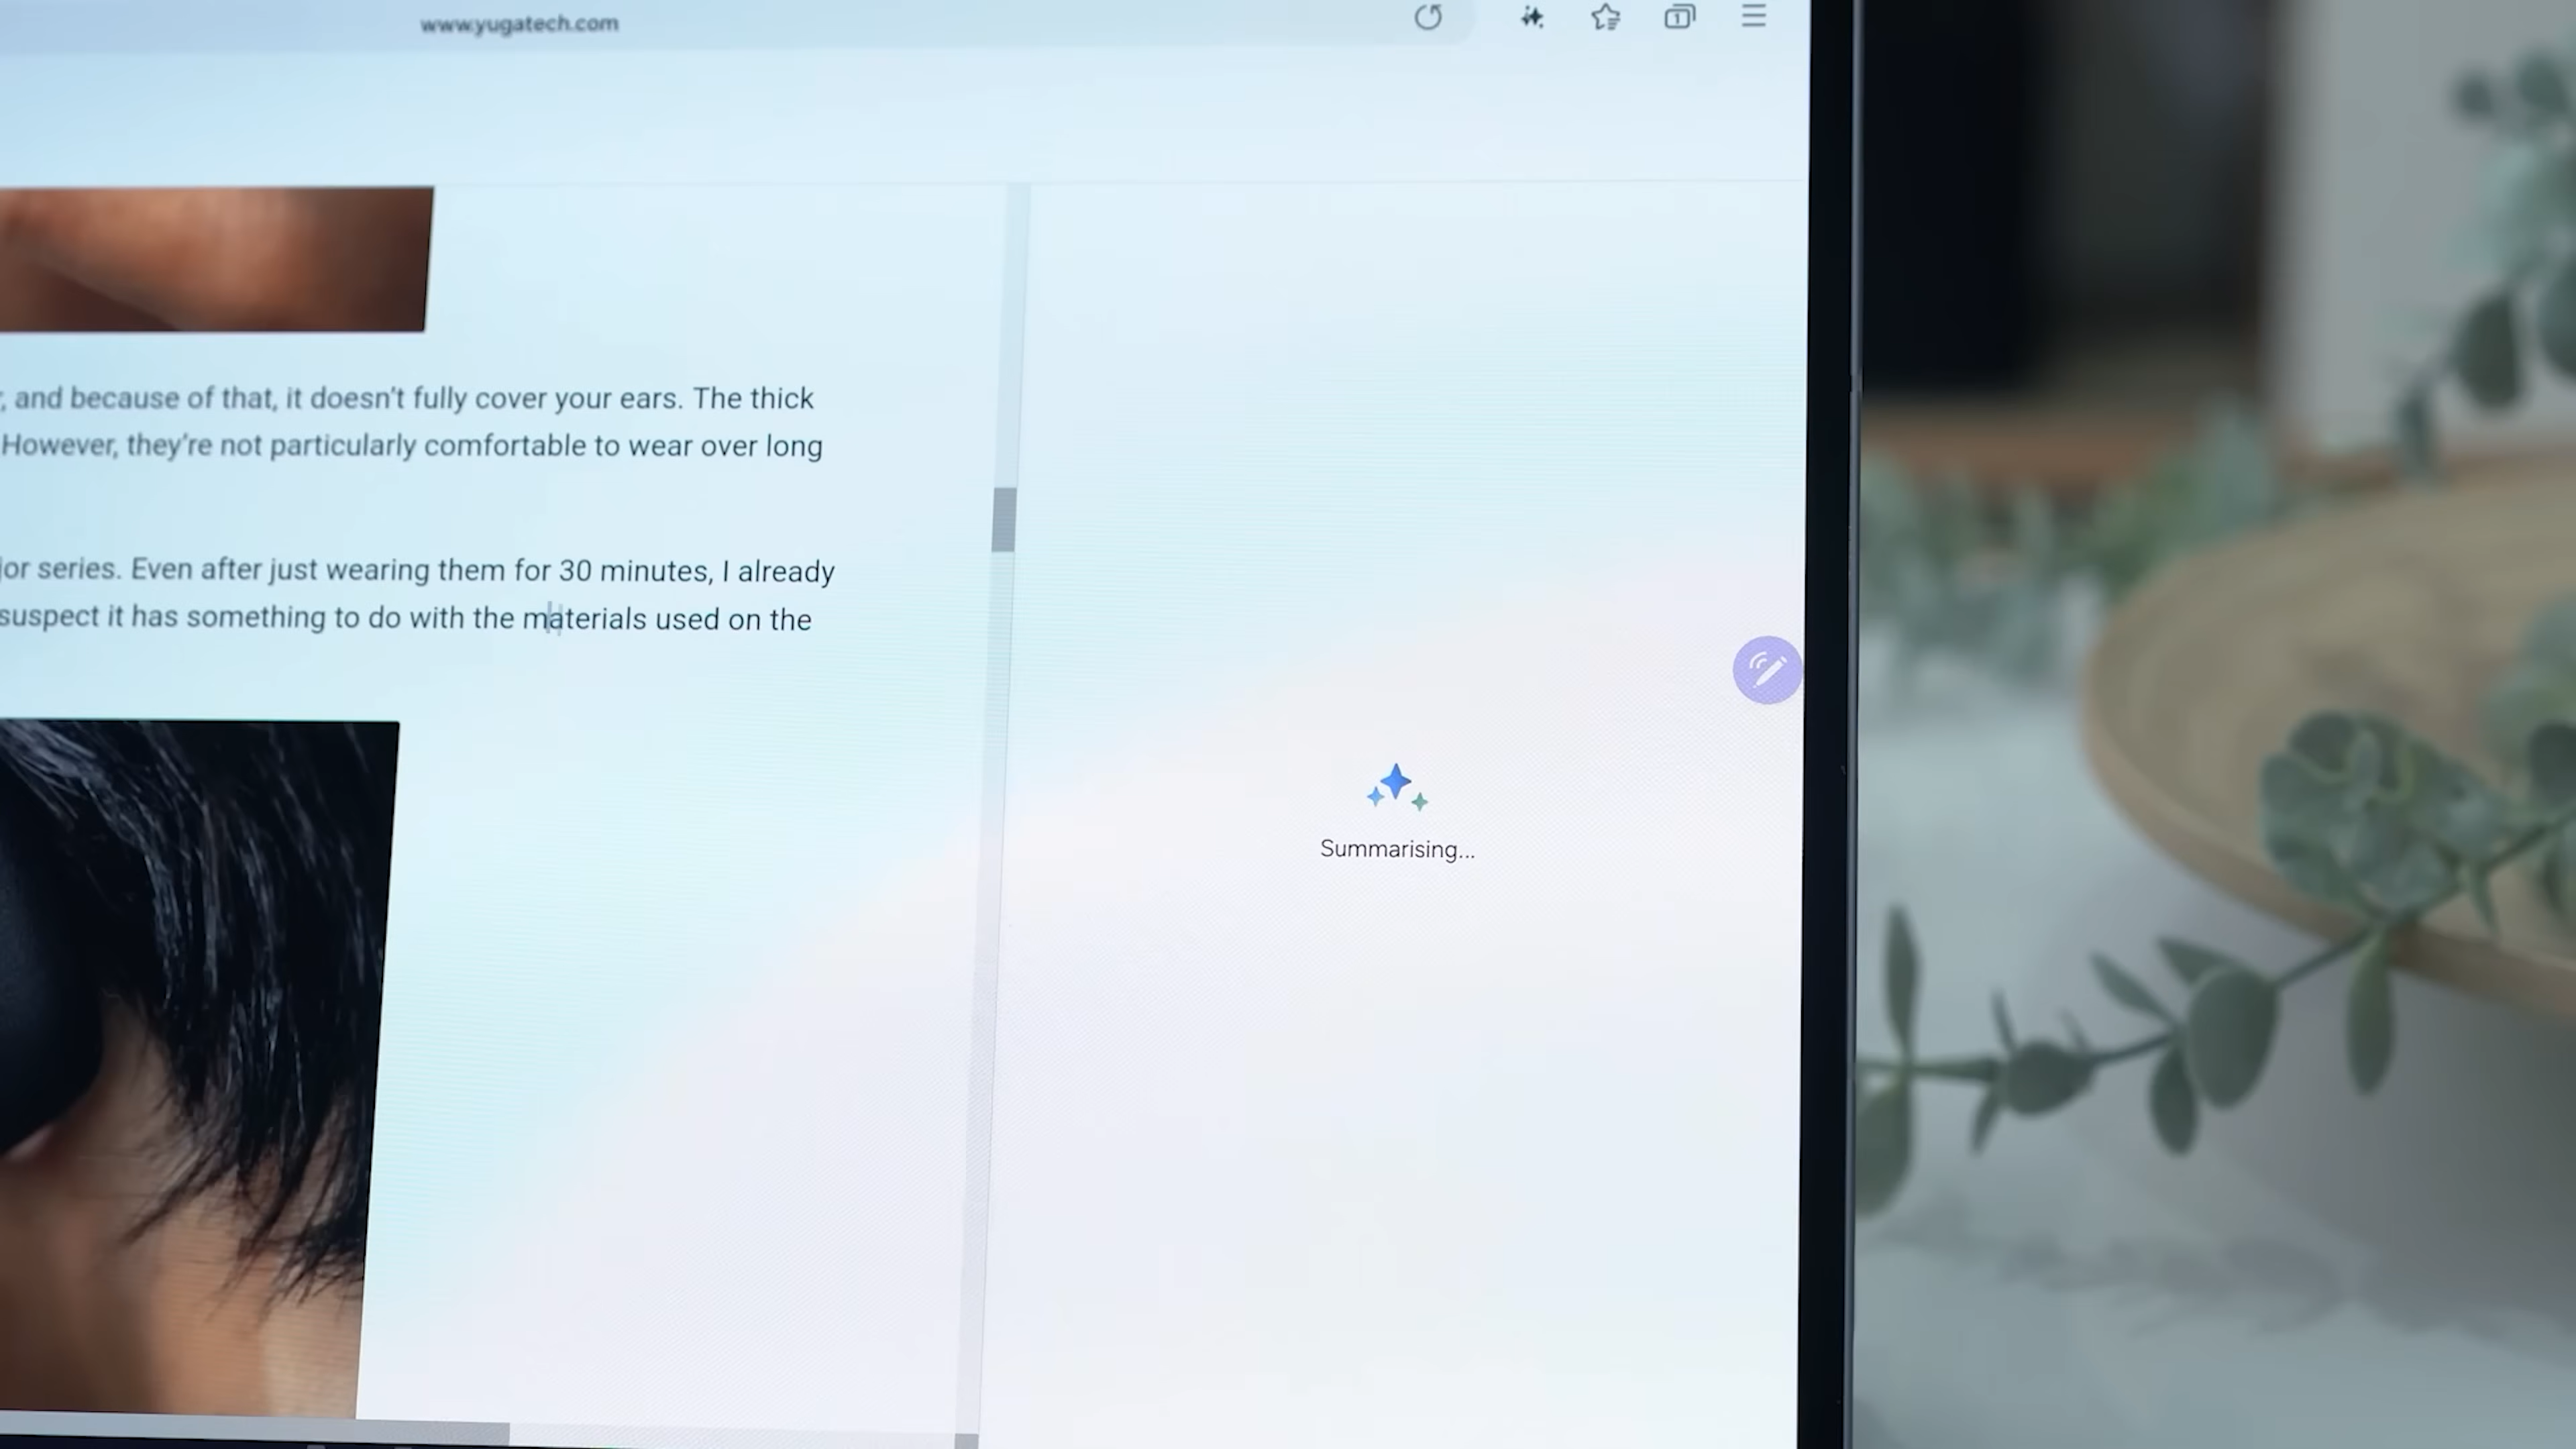 www.yugatech.com
1
, and because of that, it doesn't fully cover your ears. The thick
However, they're not particularly comfortable to wear over long
jor series. Even after just wearing them for 30 minutes, I already
suspect it has something to do with the materials used on the
Summarising...